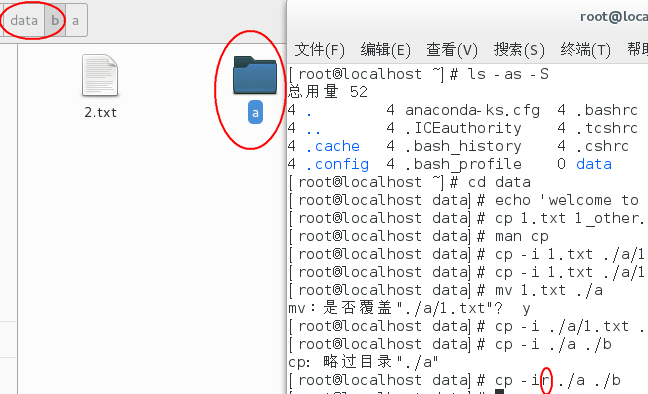 data b a
2.txt
a
root@loca
文件(F) 编辑(E) 查看(V) 搜索(S) 终端(T) 帮助
[root@localhost ~]# ls -as -S
总用量 52
4 . 4 anaconda-ks.cfg 4 .bashrc
4 .. 4 .ICEauthority 4 .tcshrc
4 .cache 4 .bash_history 4 .cshrc
4 .config 4 .bash_profile 0 data
[root@localhost ~]# cd data
[root@localhost data]# echo 'welcome to
[root@localhost data]# cp 1.txt 1_other.
[root@localhost data]# man cp
[root@localhost data]# cp -i 1.txt ./a/1
[root@localhost data]# cp -i 1.txt ./a/1
[root@localhost data]# mv 1.txt ./a
mv：是否覆盖"./a/1.txt"？ y
[root@localhost data]# cp -i ./a/1.txt .
[root@localhost data]# cp -i ./a ./b
cp: 略过目录"./a"
[root@localhost data]# cp -ir ./a ./b